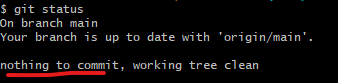 $ git status
On branch main
Your branch is up to date with 'origin/main'.
nothing to commit, working tree clean